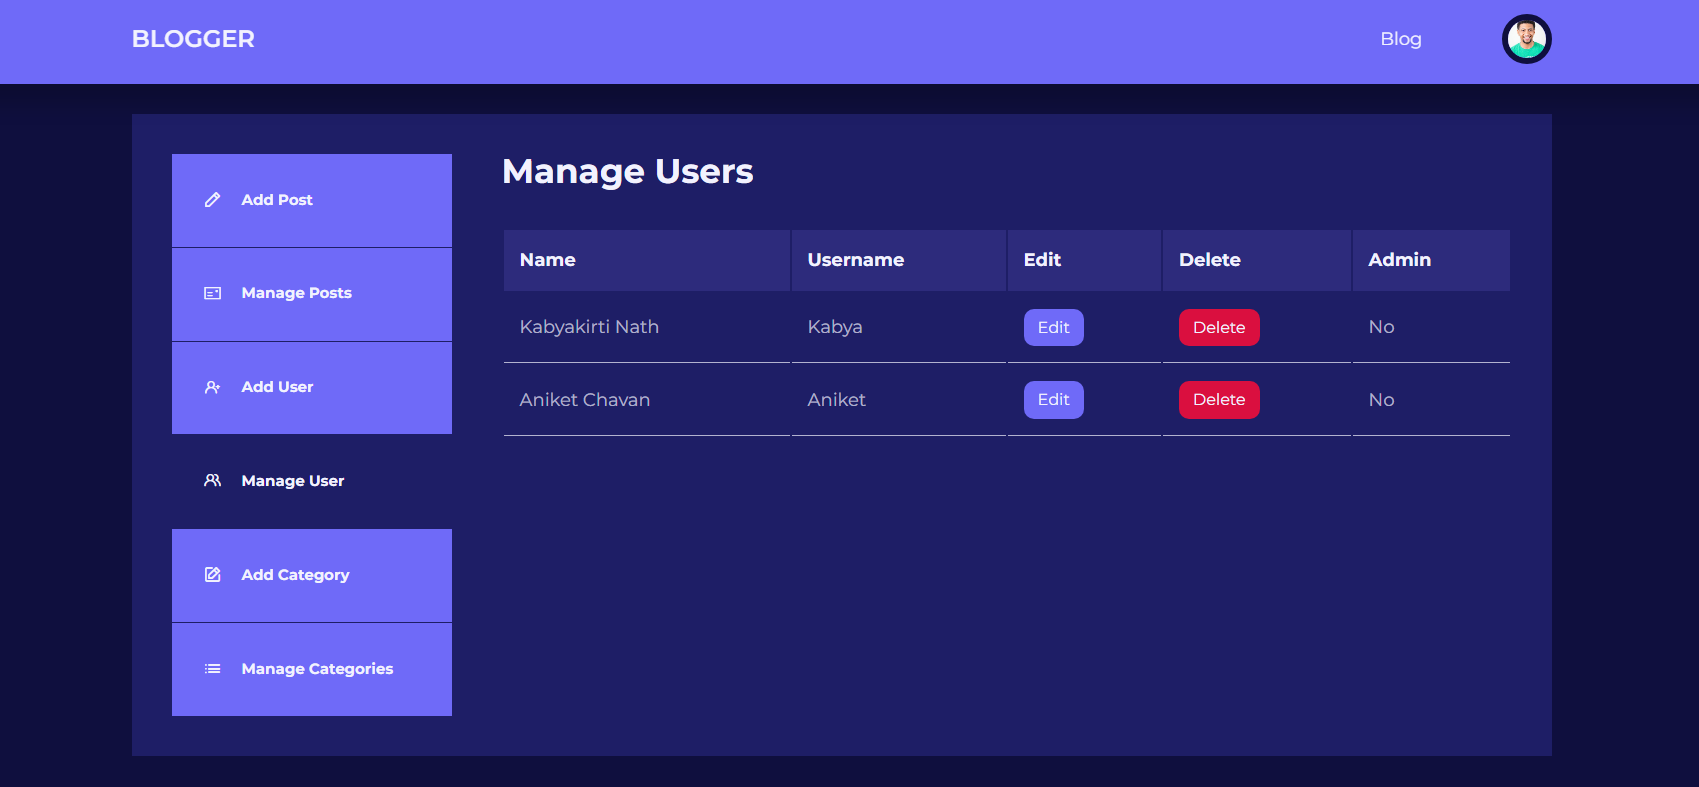 BLOGGER
Blog
Add Post
Manage Posts
Add User
Manage User
Add Category
Manage Categories
Manage Users
Name Username Edit Delete Admin
Kabyakirti Nath Kabya Edit Delete No
Aniket Chavan Aniket Edit Delete No